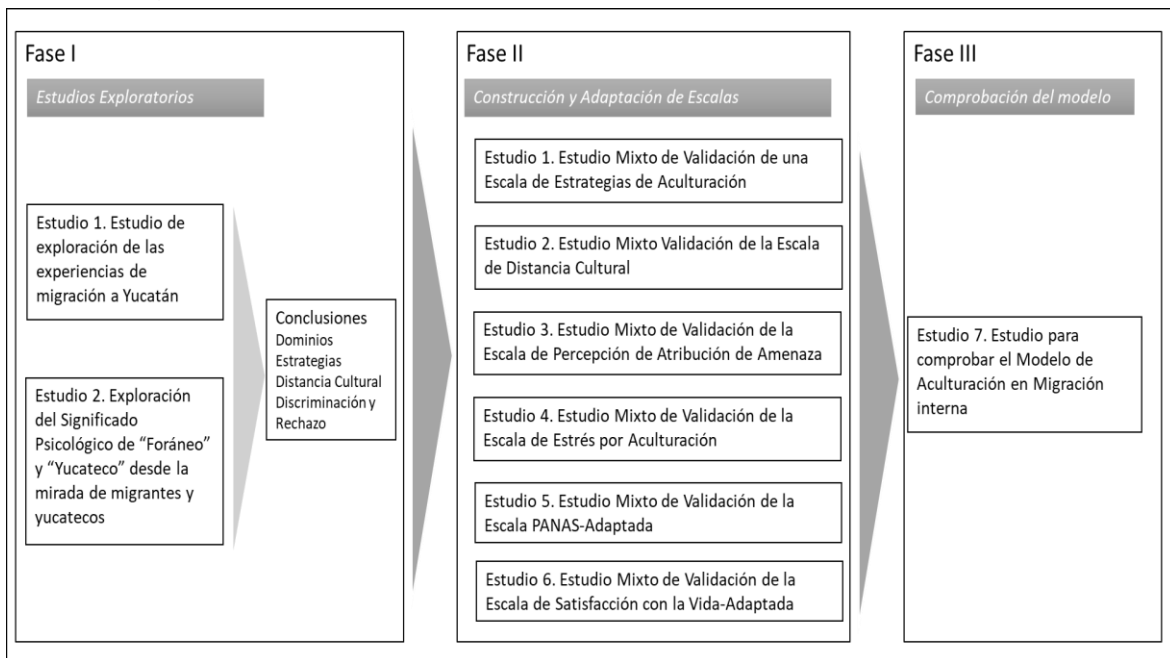 Fase I
Estudios Exploratorios
Estudio 1. Estudio de
exploración de las
experiencias de
migración a Yucatán
Estudio 2. Exploración
del Significado
Psicológico de “Foráneo”
y “Yucateco” desde la
mirada de migrantes y
yucatecos
Conclusiones
Dominios
Estrategias
Distancia Cultural
Discriminación y
Rechazo
Fase II
Construcción y Adaptación de Escalas
Estudio 1. Estudio Mixto de Validación de una
Escala de Estrategias de Aculturación
Estudio 2. Estudio Mixto Validación de la Escala
de Distancia Cultural
Estudio 3. Estudio Mixto de Validación de la
Escala de Percepción de Atribución de Amenaza
Estudio 4. Estudio Mixto de Validación de la
Escala de Estrés por Aculturación
Estudio 5. Estudio Mixto de Validación de la
Escala PANAS-Adaptada
Estudio 6. Estudio Mixto de Validación de la
Escala de Satisfacción con la Vida-Adaptada
Fase III
Comprobación del modelo
Estudio 7. Estudio para
comprobar el Modelo de
Aculturación en Migración
interna